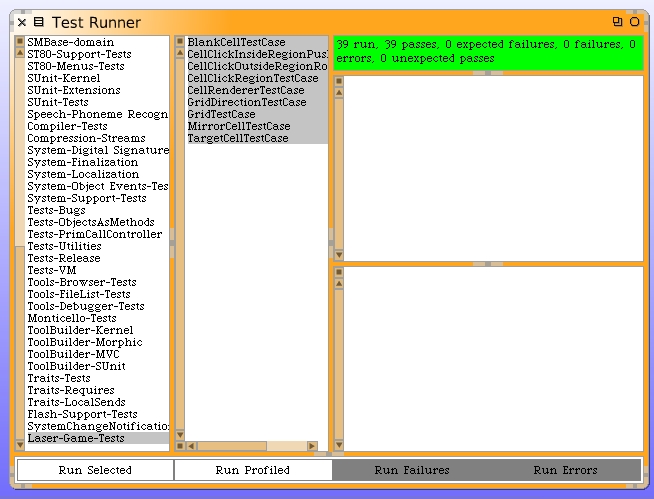 Test Runner
SMBase-domain
ST80-Support-Tests
ST80-Menus-Tests
SUnit-Kernel
SUnit-Extensions
SUnit-Tests
Speech-Phoneme Recogn
Compiler-Tests
Compression-Streams
System-Digital Signature
System-Finalization
System-Localization
System-Object Events-Tes
System-Support-Tests
Tests-Bugs
Tests-ObjectsAsMethods
Tests-PrimCallController
Tests-Utilities
Tests-Release
Tests-VM
Tools-Browser-Tests
Tools-FileList-Tests
Tools-Debugger-Tests
Monticello-Tests
ToolBuilder-Kernel
ToolBuilder-Morphic
ToolBuilder-MVC
ToolBuilder-SUnit
Traits-Tests
Traits-Requires
Traits-LocalSends
Flash-Support-Tests
SystemChangeNotification
Laser-Game-Tests
BlankCellTestCase
CellClickInsideRegionPus
CellClickOutsideRegionRo
CellClickRegionTestCase
CellRendererTestCase
GridDirectionTestCase
GridTestCase
MirrorCellTestCase
TargetCellTestCase
39 run, 39 passes, 0 expected failures, 0 failures, 0
errors, 0 unexpected passes
Run Selected
Run Profiled
Run Failures
Run Errors